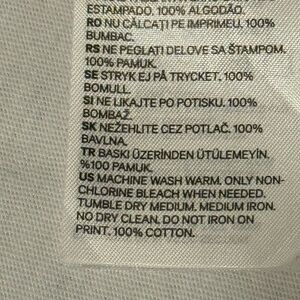 ESTAMPADO. 100% ALGODÃO.
RO NU CĂLCAȚI PE IMPRIMEU. 100%
BUMBAC.
RS NE PEGLATI DELOVE SA ŠTAMPOM.
100% PAMUK.
SE STRYK EJ PÅ TRYCKET. 100%
BOMULL.
SI NE LIKAJTE PO POTISKU. 100%
BOMBAŽ.
SK NEŽEHLITE CEZ POTLAČ. 100%
BAVLNA.
TR BASKI ÜZERİNDEN ÜTÜLEMEYİN.
%100 PAMUK.
US MACHINE WASH WARM. ONLY NON-
CHLORINE BLEACH WHEN NEEDED.
TUMBLE DRY MEDIUM. MEDIUM IRON.
NO DRY CLEAN. DO NOT IRON ON
PRINT. 100% COTTON.